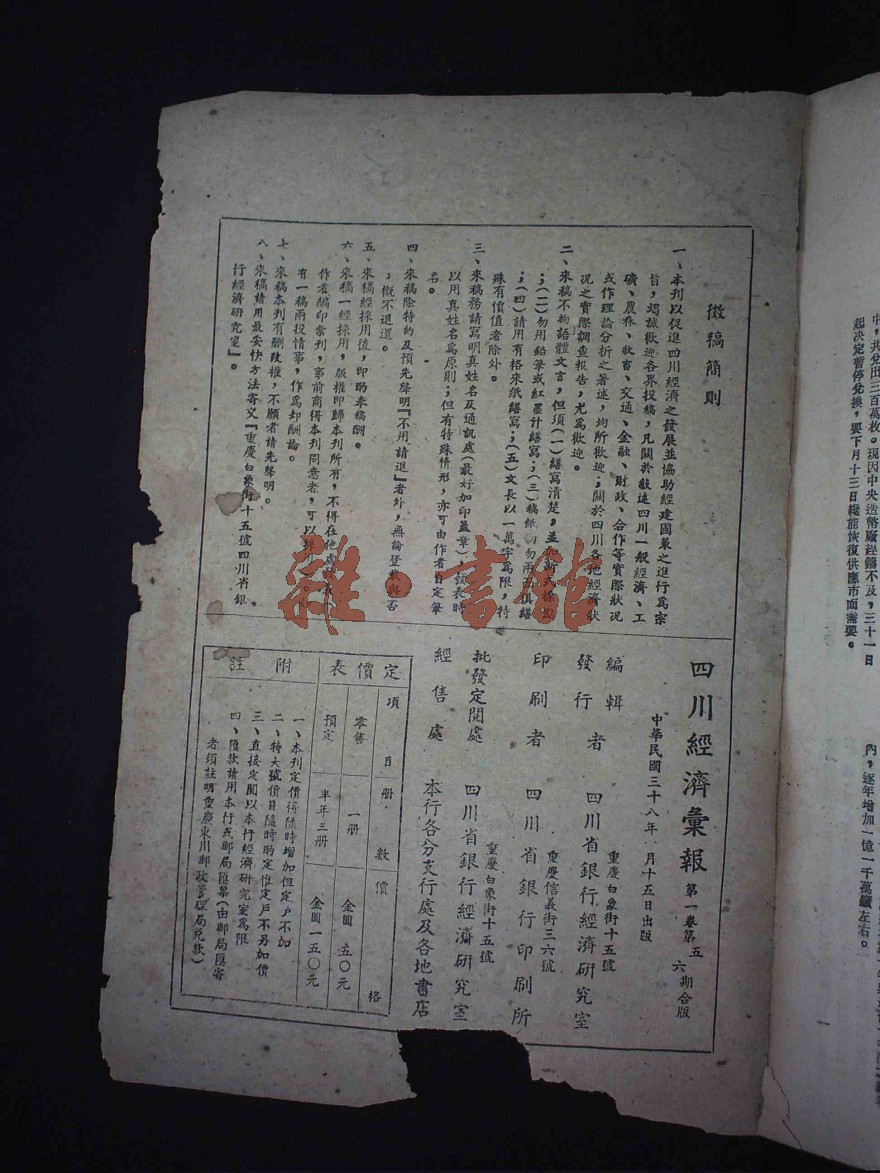 徵稿簡則
一、本刊以促進四川經濟之發展並協助經建國策之進行爲宗
旨，竭誠歡迎各界投稿，凡關於敍述四川一般經濟、工
礦、農林、牧畜、交通、金融、財政、合作等實際狀况
或作理論分析之著述，均所歡迎；關於四川各地經濟狀
况之實際調查報告，尤爲歡迎。
二、來稿不拘語體文言，但須（一）繕寫清楚，並加新式標點
；（二）勿用鉛筆或紅墨汁繕寫；（三）稿紙勿兩面俱繕
；（四）請用有格來紙繕寫；（五）文長以一萬字爲限，特
殊有價值者除外。
三、來稿務請寫明真姓名及通訊處（最好加印蓋章）發表時
以用真姓名爲原則；但有特殊情形，亦可由作者自定筆
名。
四、來稿除特約及預先聲明『不用請退』者外，無論登載與否
，概不退還。
五、來稿經採用後，即酌奉稿酬。
六、來稿一經採用，版權即歸本刊所有，不得在他處
作者編印彙刊，事前商得本刊同意者，可以
有一稿兩投情事，作爲却酬論。
七、來稿本刊有删改權，不願者請先聲明。
八、來稿請用最妥快方法寄交『重慶白象街十五號四川省銀
行經濟研究室』。
四川經濟彙報 第一卷第五六期合版
中華民國三十八年 月十五日出版
編輯
發行者 四川省銀行經濟研究室
重慶白象街十五號
印刷者 四川省銀行印刷所
重慶信義街三六號
批發定閱處 四川省銀行經濟研究室
重慶白象街十五號
經售處 本行各分支行處及各地書店
定價表
項目 册數 價格
零售 一册 金圓 五〇元
預定 半年三册 金圓一五〇元
附註
一、本刊定價得隨時增加但定户不加
二、特大號價目隨時酌定惟定户不另加價
三、直接定閱以本行經濟研究室爲限
四、匯款請用本行或郵局匯票（由郵局匯寄
者須註明重慶東川郵政管理局兌款）
中，共兌出三百萬枚。現因中央造幣廠趕鑄不及，三十一日
起決定暫停兌換，要下月十三日纔能恢復供應市面需要。
內，逐年增加一億一千萬鎊左右。
雜·書館